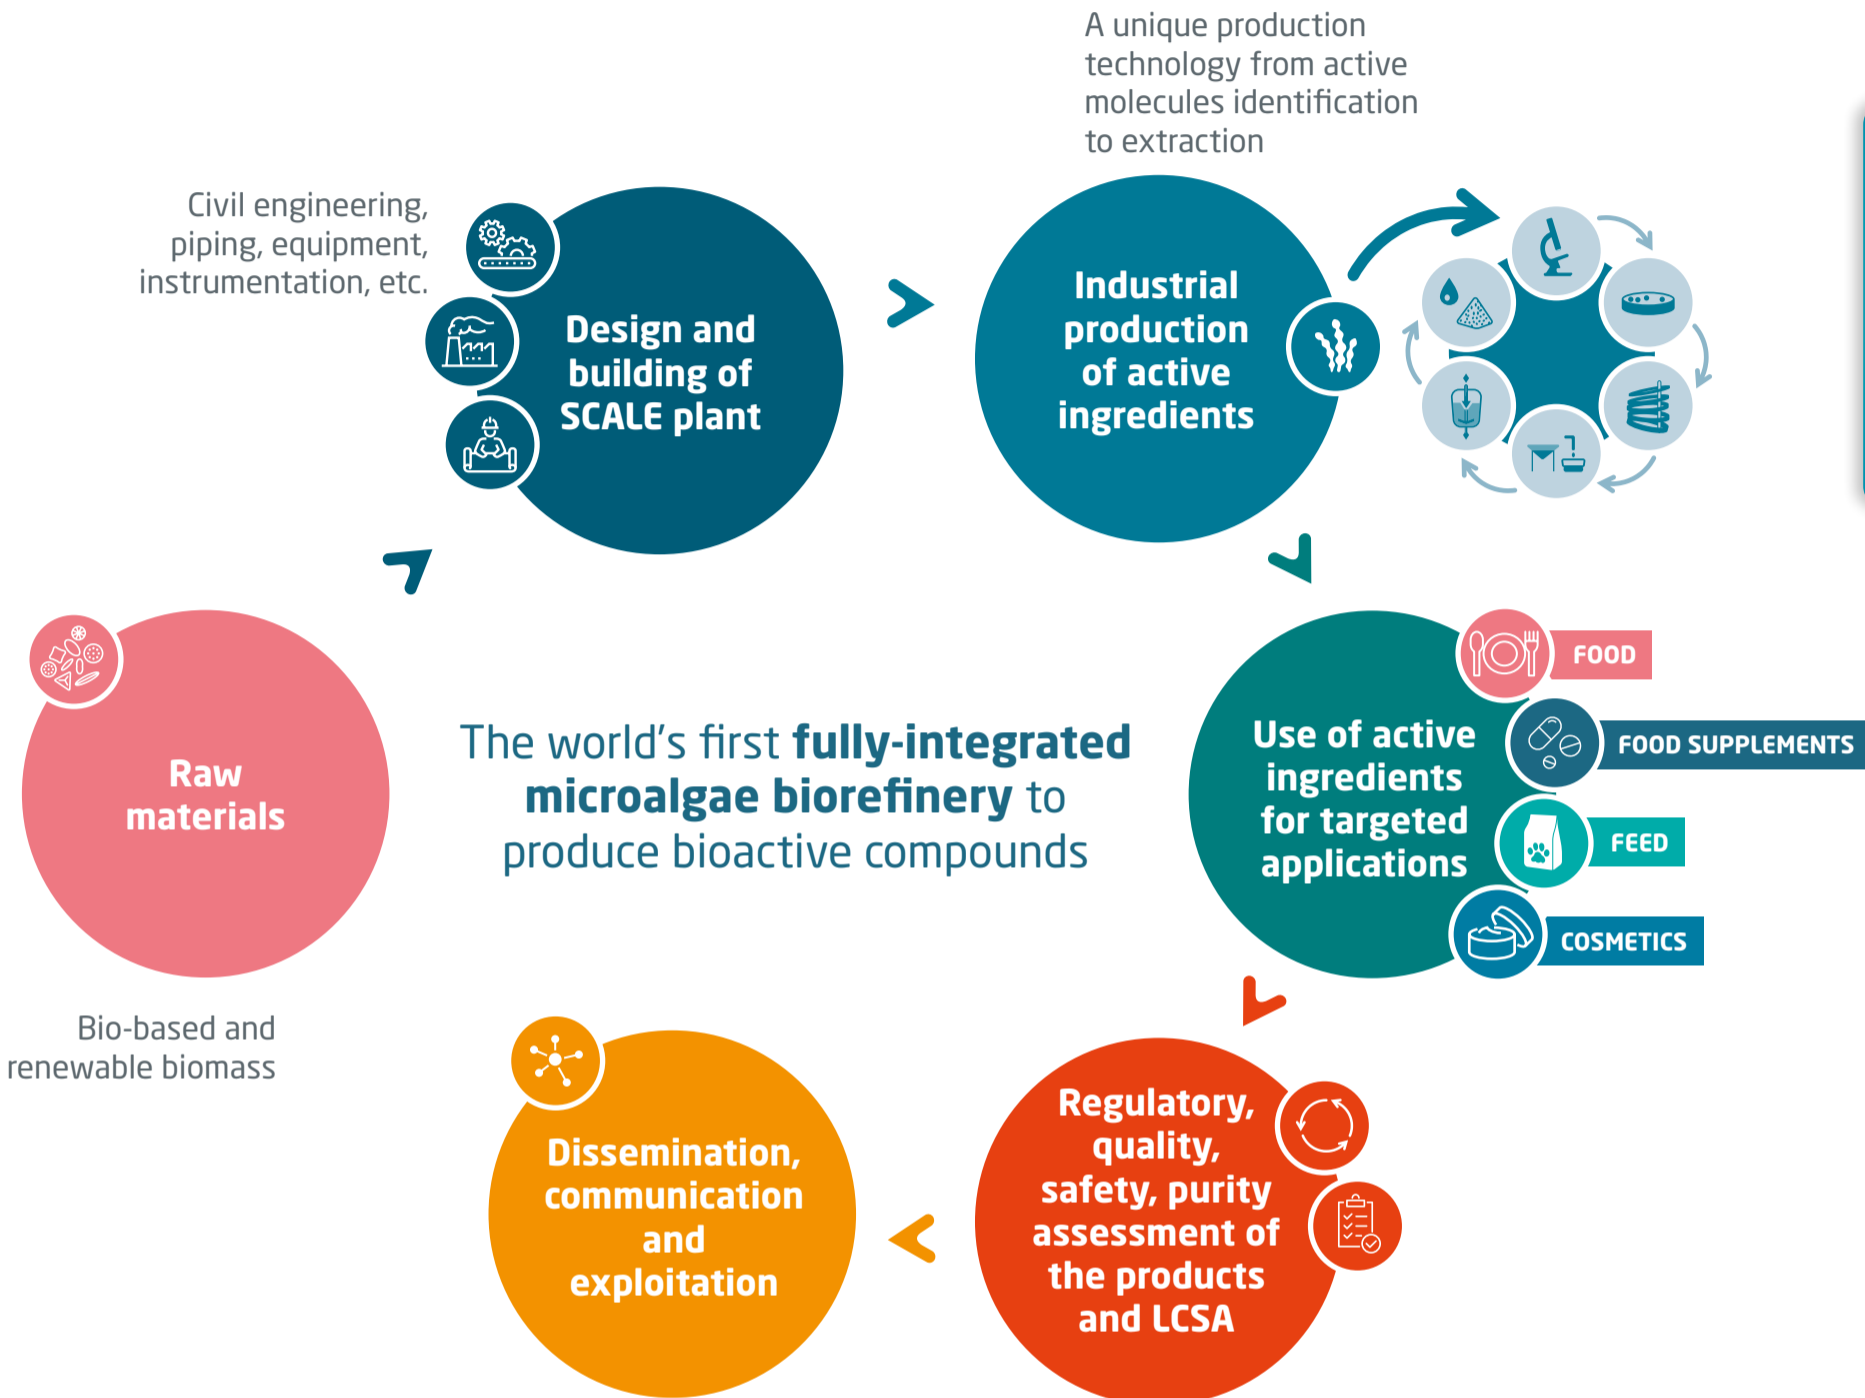 A unique production
technology from active
molecules identification
to extraction
Civil engineering,
piping, equipment,
instrumentation, etc.
Design and
building of
SCALE plant
Industrial
production
of active
ingredients
Raw
materials
Bio-based and
renewable biomass
The world's first fully-integrated
microalgae biorefinery to
produce bioactive compounds
Use of active
ingredients
for targeted
applications
FOOD
FOOD SUPPLEMENTS
FEED
COSMETICS
Regulatory,
quality,
safety, purity
assessment of
the products
and LCSA
Dissemination,
communication
and
exploitation